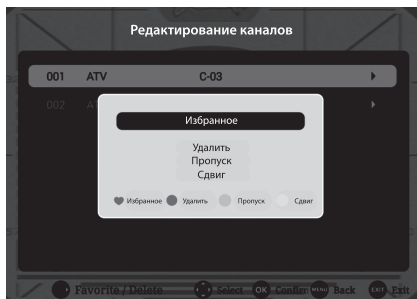 Редактирование каналов
001 ATV C-03
002
Избранное
Удалить
Пропуск
Сдвиг
Избранное Удалить Пропуск Сдвиг
Favorite / Delete Select OK Confirm MENU Back EXIT Exit